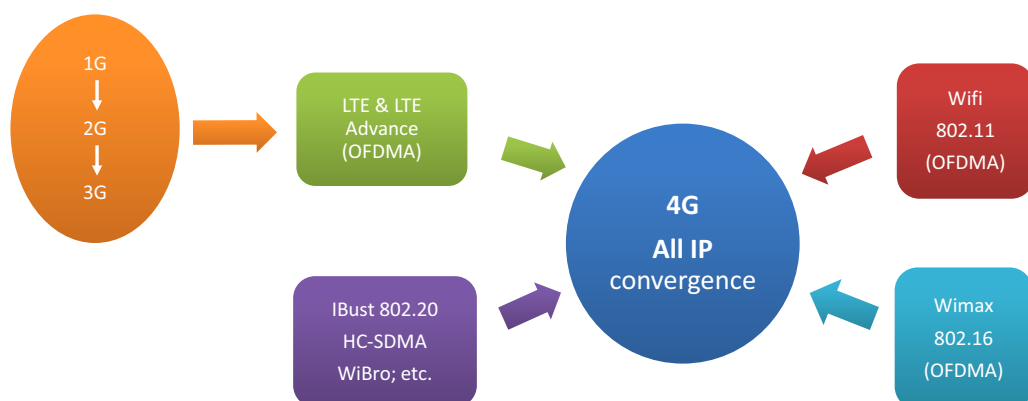 1G
2G
3G
LTE & LTE
Advance
(OFDMA)
IBust 802.20
HC-SDMA
WiBro; etc.
4G
All IP
convergence
Wifi
802.11
(OFDMA)
Wimax
802.16
(OFDMA)